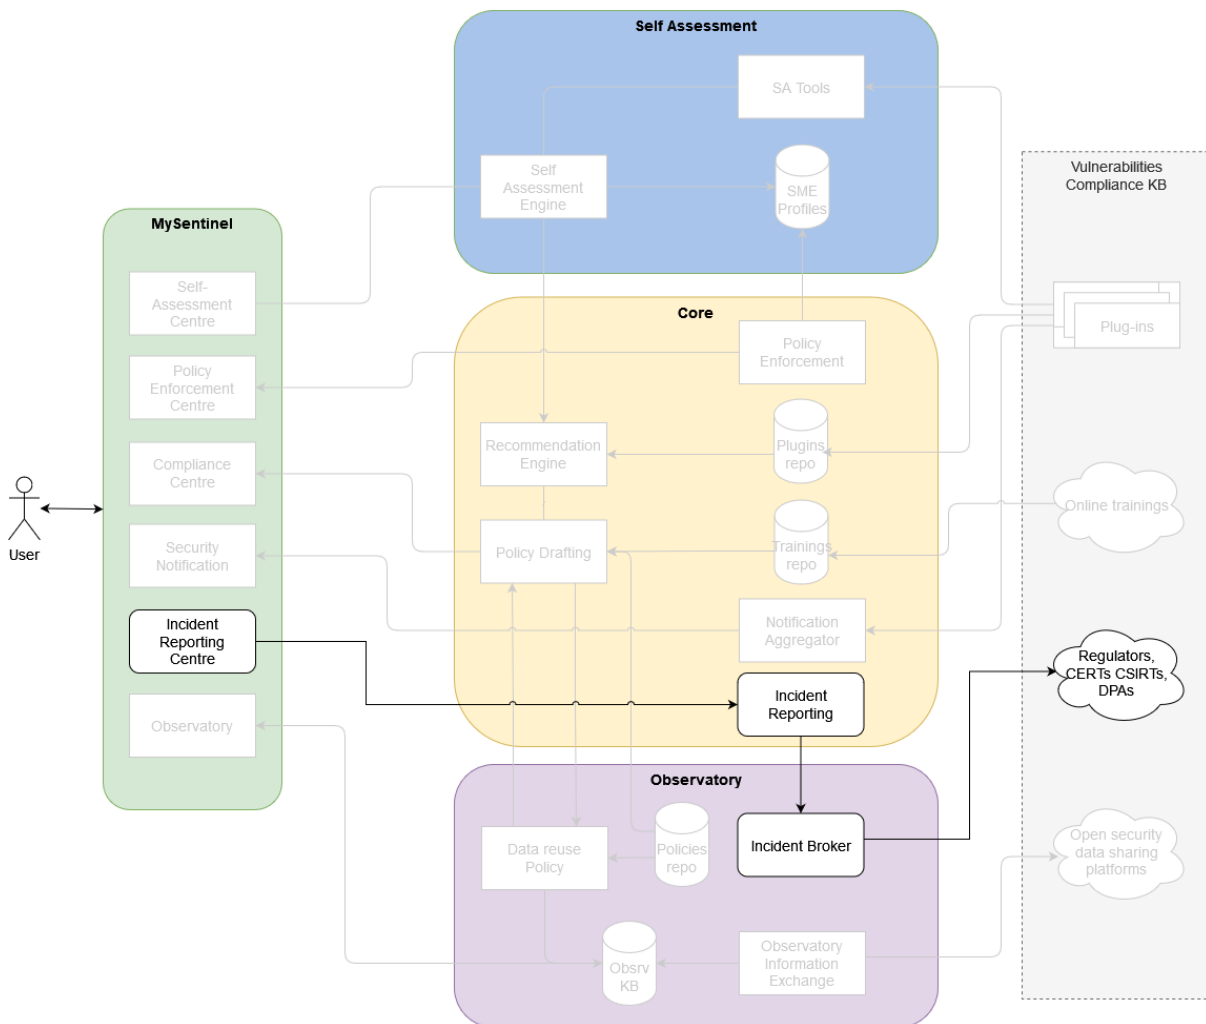 Self Assessment
SA Tools
Self
Assessment
Engine
SME
Profiles
Vulnerabilities
Compliance KB
MySentinel
Self-
Assessment
Centre
Policy
Enforcement
Centre
Compliance
Centre
Security
Notification
Incident
Reporting
Centre
Observatory
User
Core
Policy
Enforcement
Recommendation
Engine
Plugins
repo
Policy Drafting
Trainings
repo
Notification
Aggregator
Incident
Reporting
Plug-ins
Online trainings
Regulators,
CERTs CSIRTs,
DPAs
Open security
data sharing
platforms
Observatory
Data reuse
Policy
Policies
repo
Incident Broker
Obsrv
KB
Observatory
Information
Exchange